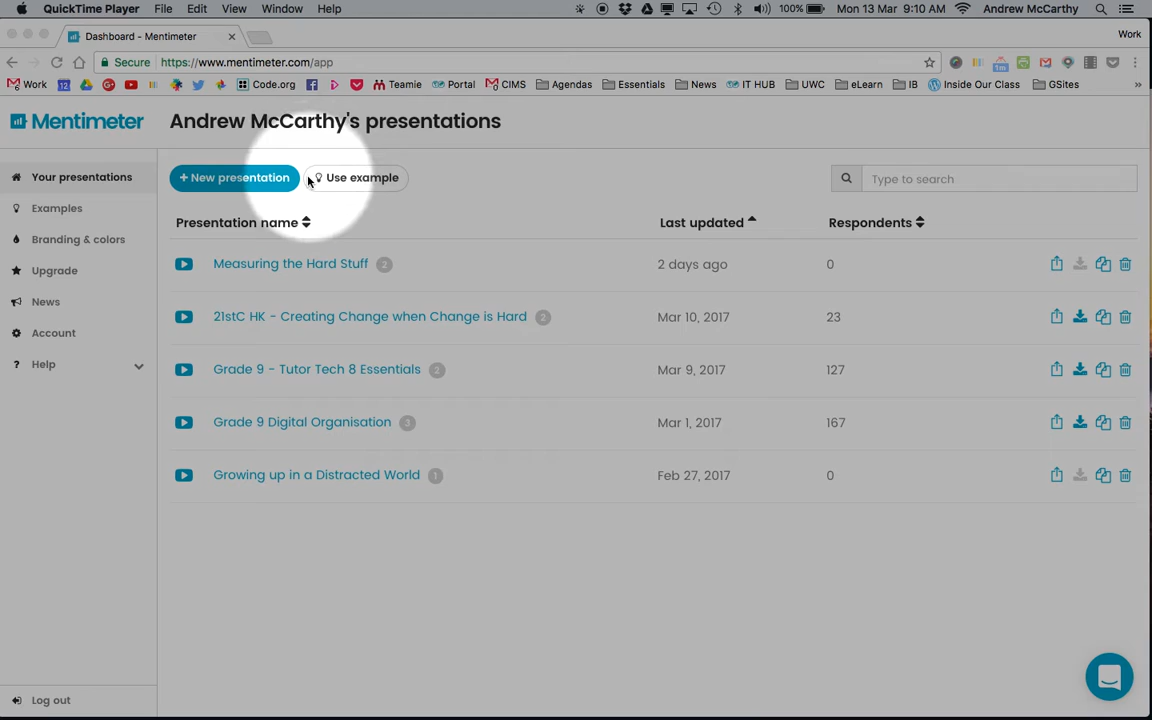 QuickTime Player File Edit View Window Help 100% Mon 13 Mar 9:10 AM Andrew McCarthy
Dashboard - Mentimeter Work
Secure https://www.mentimeter.com/app
Work 12 Code.org Teamie Portal CIMS Agendas Essentials News IT HUB UWC eLearn IB Inside Our Class GSites »
Mentimeter Andrew McCarthy's presentations
Your presentations + New presentation Use example Type to search
Examples
Presentation name Last updated Respondents
Branding & colors
Measuring the Hard Stuff 2 2 days ago 0
Upgrade
News
21stC HK - Creating Change when Change is Hard 2 Mar 10, 2017 23
Account
Help
Grade 9 - Tutor Tech 8 Essentials 2 Mar 9, 2017 127
Grade 9 Digital Organisation 3 Mar 1, 2017 167
Growing up in a Distracted World 1 Feb 27, 2017 0
Log out